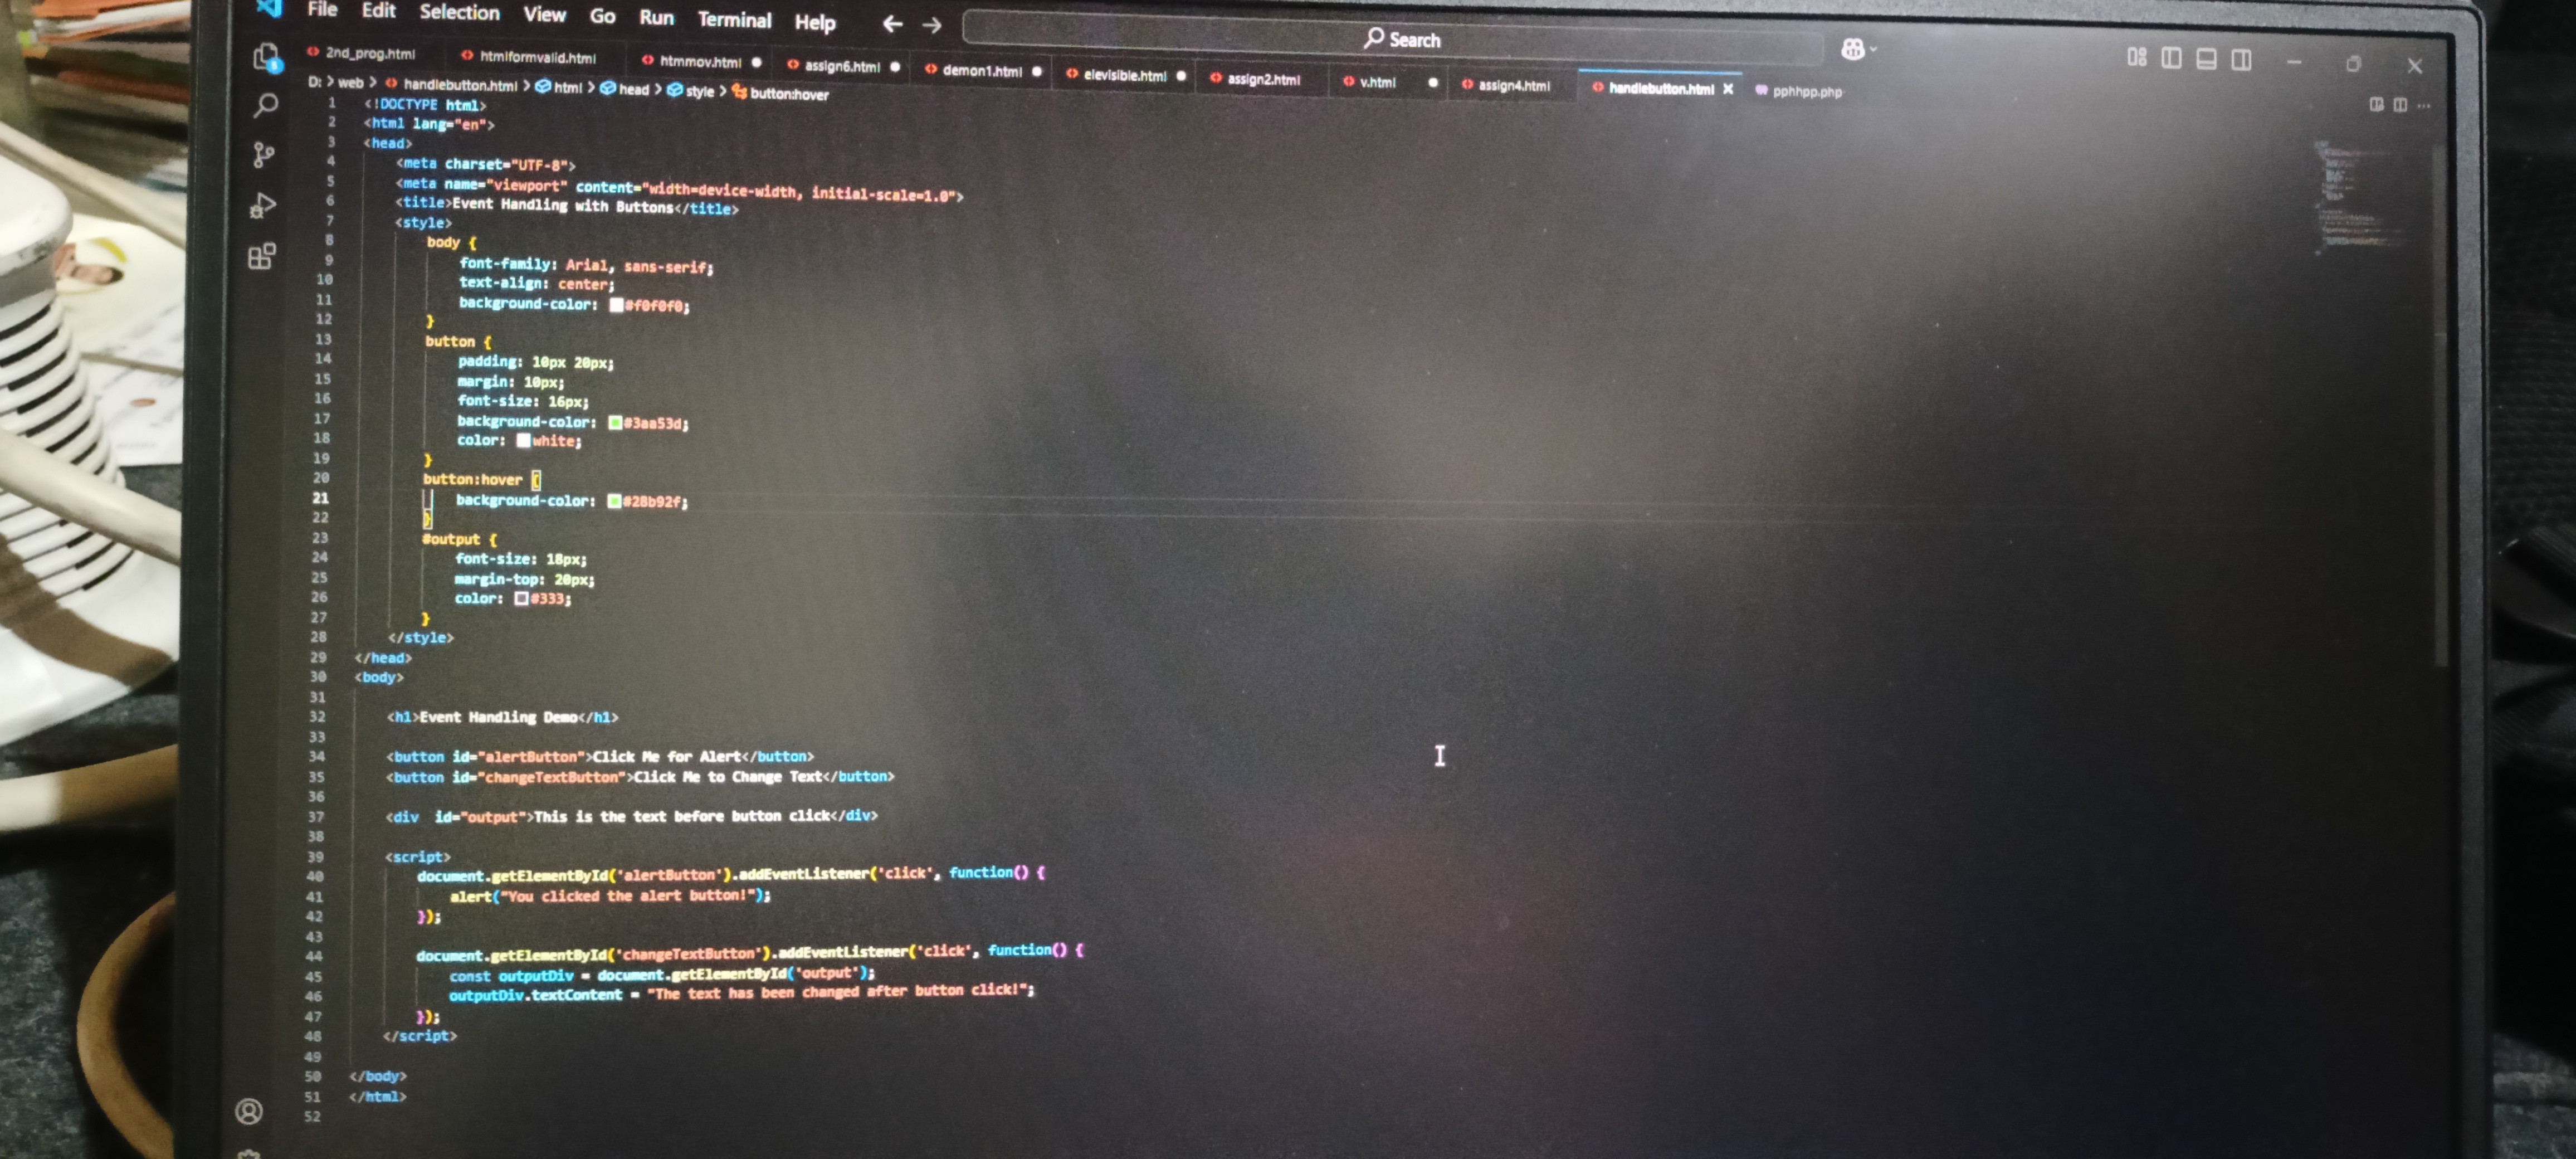 File Edit Selection View Go Run Terminal Help Search
2nd_prog.html htmlformvalid.html htmmov.html assign6.html demon1.html elevisible.html assign2.html v.html assign4.html handlebutton.html pphhpp.php
D: > web > handlebutton.html > html > head > style > button:hover
1 <!DOCTYPE html>
2 <html lang="en">
3 <head>
4 <meta charset="UTF-8">
5 <meta name="viewport" content="width=device-width, initial-scale=1.0">
6 <title>Event Handling with Buttons</title>
7 <style>
8 body {
9 font-family: Arial, sans-serif;
10 text-align: center;
11 background-color: #f0f0f0;
12 }
13 button {
14 padding: 10px 20px;
15 margin: 10px;
16 font-size: 16px;
17 background-color: #3aa53d;
18 color: white;
19 }
20 button:hover {
21 background-color: #28b92f;
22 }
23 #output {
24 font-size: 18px;
25 margin-top: 20px;
26 color: #333;
27 }
28 </style>
29 </head>
30 <body>
31
32 <h1>Event Handling Demo</h1>
33
34 <button id="alertButton">Click Me for Alert</button>
35 <button id="changeTextButton">Click Me to Change Text</button>
36
37 <div  id="output">This is the text before button click</div>
38
39 <script>
40 document.getElementById('alertButton').addEventListener('click', function() {
41 alert("You clicked the alert button!");
42 });
43
44 document.getElementById('changeTextButton').addEventListener('click', function() {
45 const outputDiv = document.getElementById('output');
46 outputDiv.textContent = "The text has been changed after button click!";
47 });
48 </script>
49
50 </body>
51 </html>
52